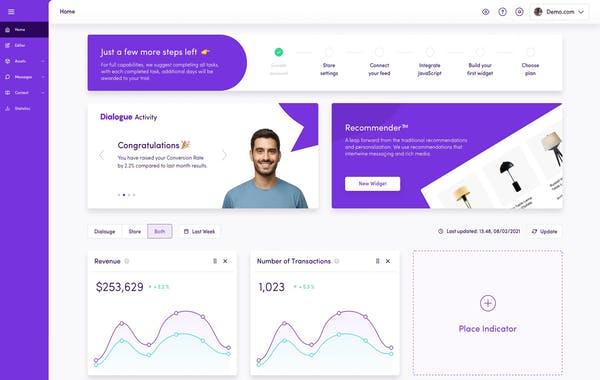 Home
Demo.com
Home
Editor
Assets
Messages
Content
Statistics
Just a few more steps left 👉
For full capabilities, we suggest completing all tasks,
with each completed task, additional days will be
awarded to your trial.
Create
account
Store
settings
Connect
your feed
Integrate
JavaScript
Build your
first widget
Choose
plan
Dialogue Activity
Congratulations 🎉
You have raised your Conversion Rate
by 2.2% compared to last month results.
Recommender™
A leap forward from the traditional recommendations
and personalization. We use recommendations that
intertwine messaging and rich media.
New Widget
Dialouge
Store
Both
Last Week
Last updated: 13.48, 08/02/2021
Update
Revenue
$253,629
Number of Transactions
1,023
+ 5.3 %
Place Indicator